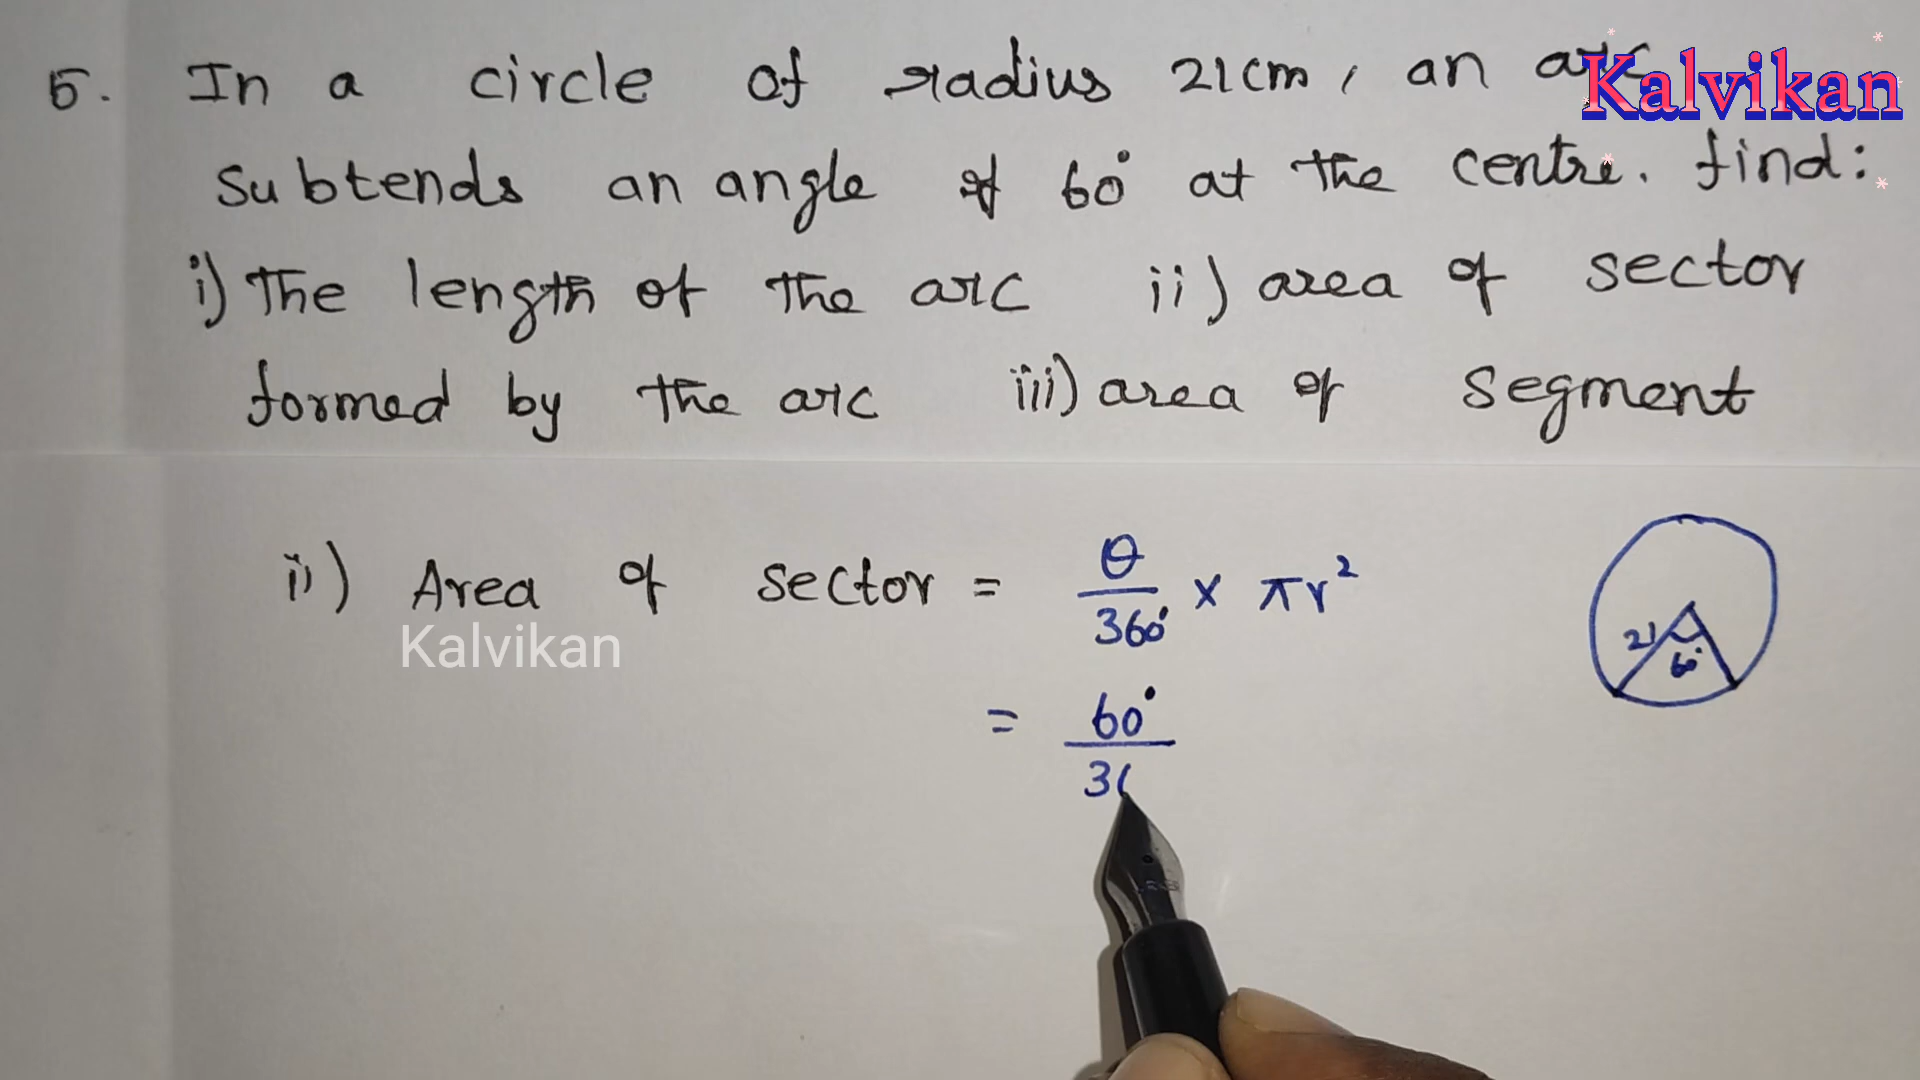 5. In a circle of radius 21cm, an arc
Kalvikan
subtends an angle of 60° at the centre. find:
i) The length of the arc ii) area of sector
formed by the arc iii) area of segment
ii) Area of sector = θ/360° × πr²
Kalvikan
21
60°
= 60°/3